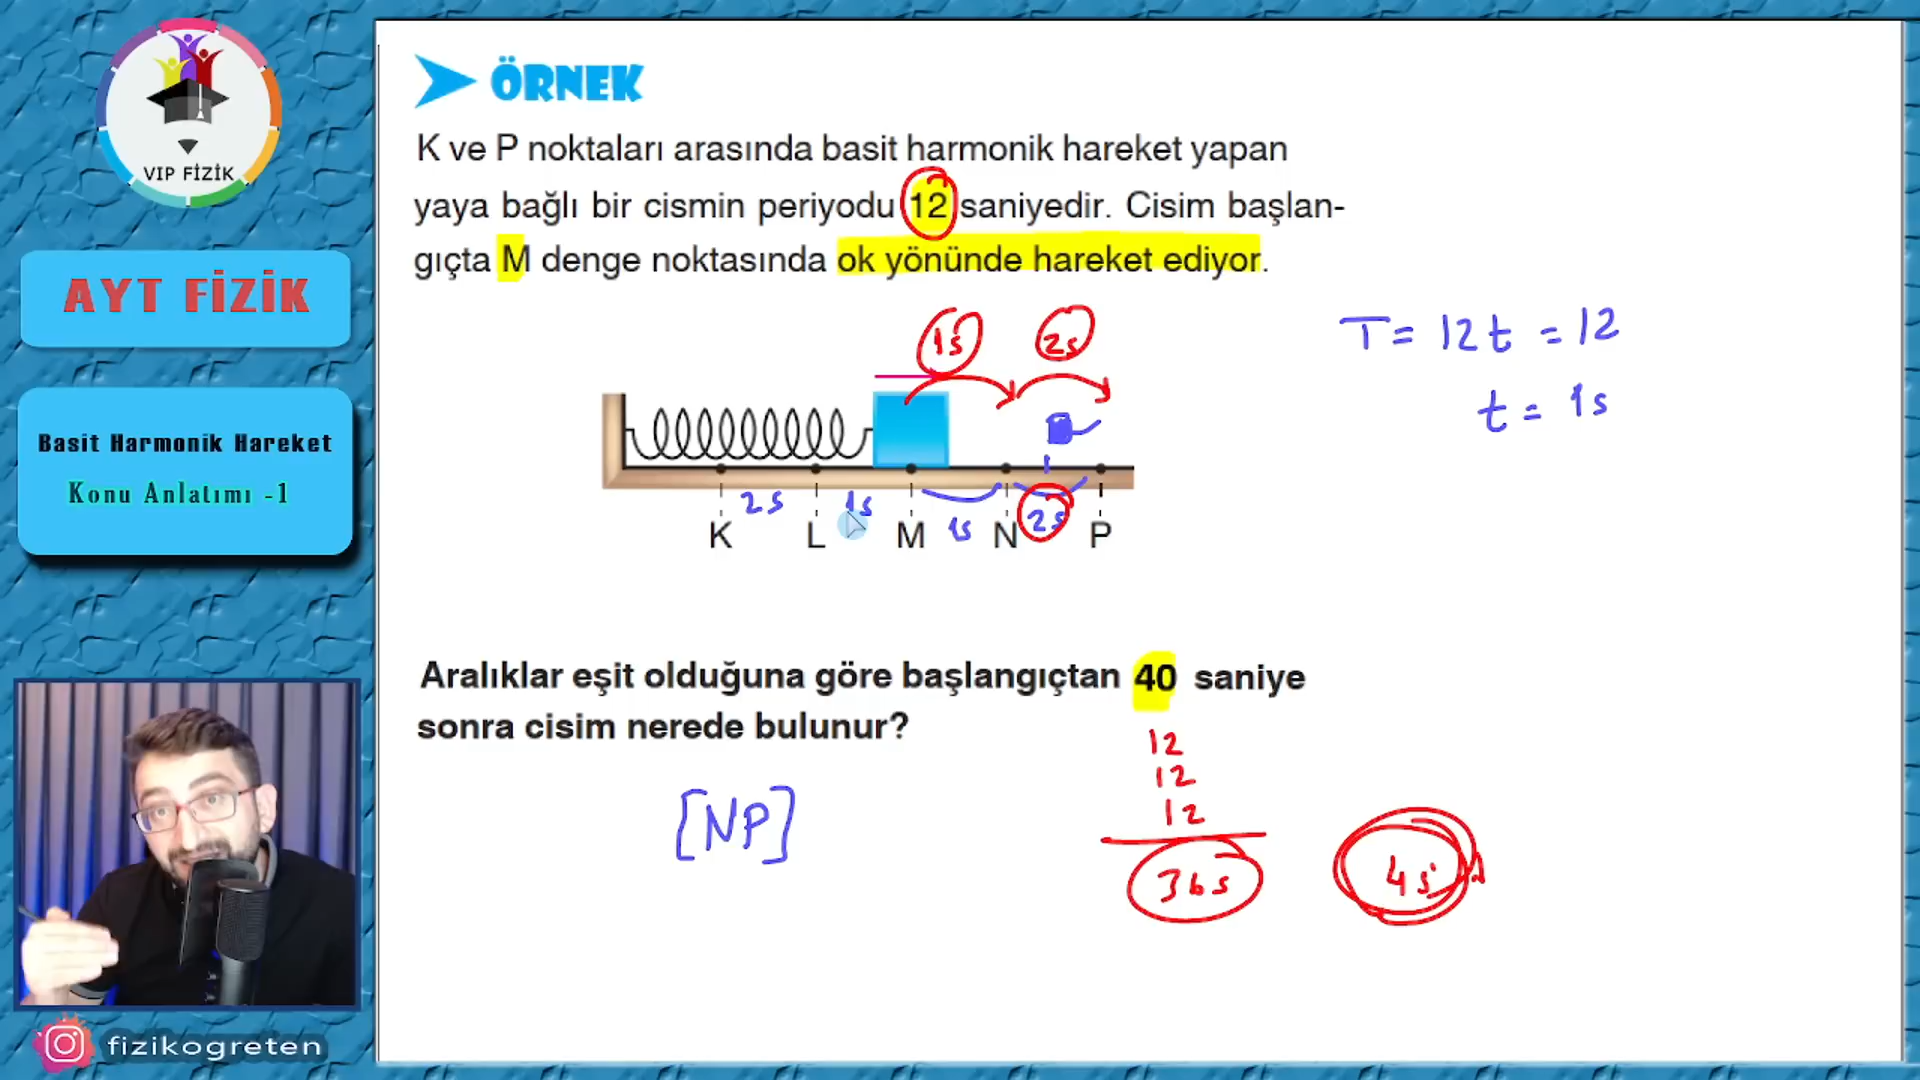 VIP FİZİK
AYT FİZİK
Basit Harmonik Hareket
Konu Anlatımı -1
fizikogreten
ÖRNEK
K ve P noktaları arasında basit harmonik hareket yapan
yaya bağlı bir cismin periyodu 12 saniyedir. Cisim başlan-
gıçta M denge noktasında ok yönünde hareket ediyor.
1s 2s
T = 12t = 12
t = 1s
2s 1s 1s 2s
K L M N P
Aralıklar eşit olduğuna göre başlangıçtan 40 saniye
sonra cisim nerede bulunur?
[NP]
12
12
12
36s 4s